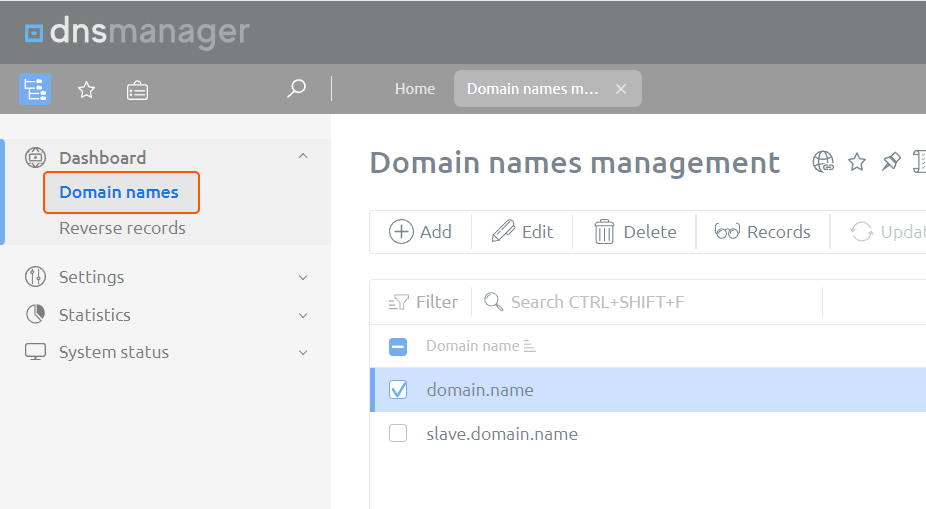 dnsmanager
Home
Domain names m...
Dashboard
Domain names
Reverse records
Settings
Statistics
System status
Domain names management
Add Edit Delete Records
Filter Search CTRL+SHIFT+F
Domain name
domain.name
slave.domain.name